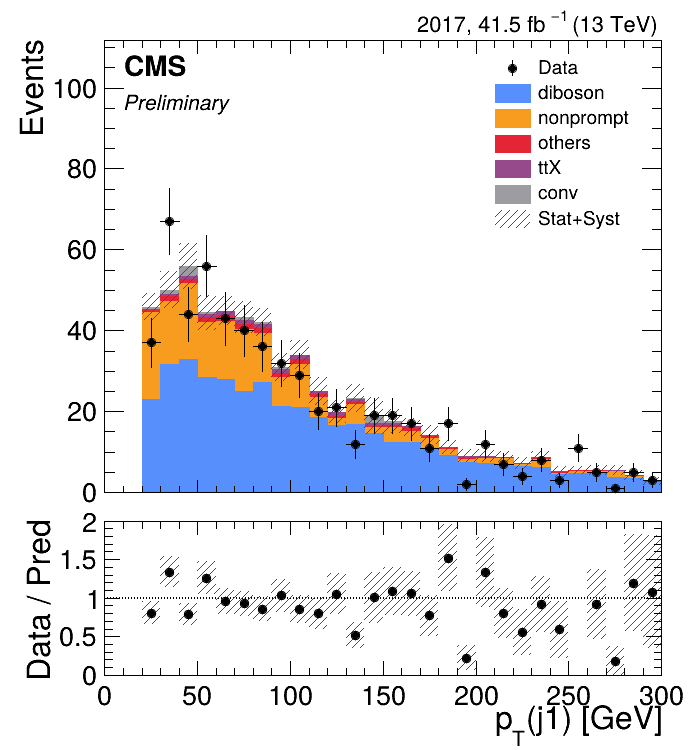 2017, 41.5 fb⁻¹ (13 TeV)
CMS
Preliminary
Events
100
80
60
40
20
0
Data
diboson
nonprompt
others
ttX
conv
Stat+Syst
Data / Pred
2
1.5
1
0.5
0
0 50 100 150 200 250 300
p_T(j1) [GeV]